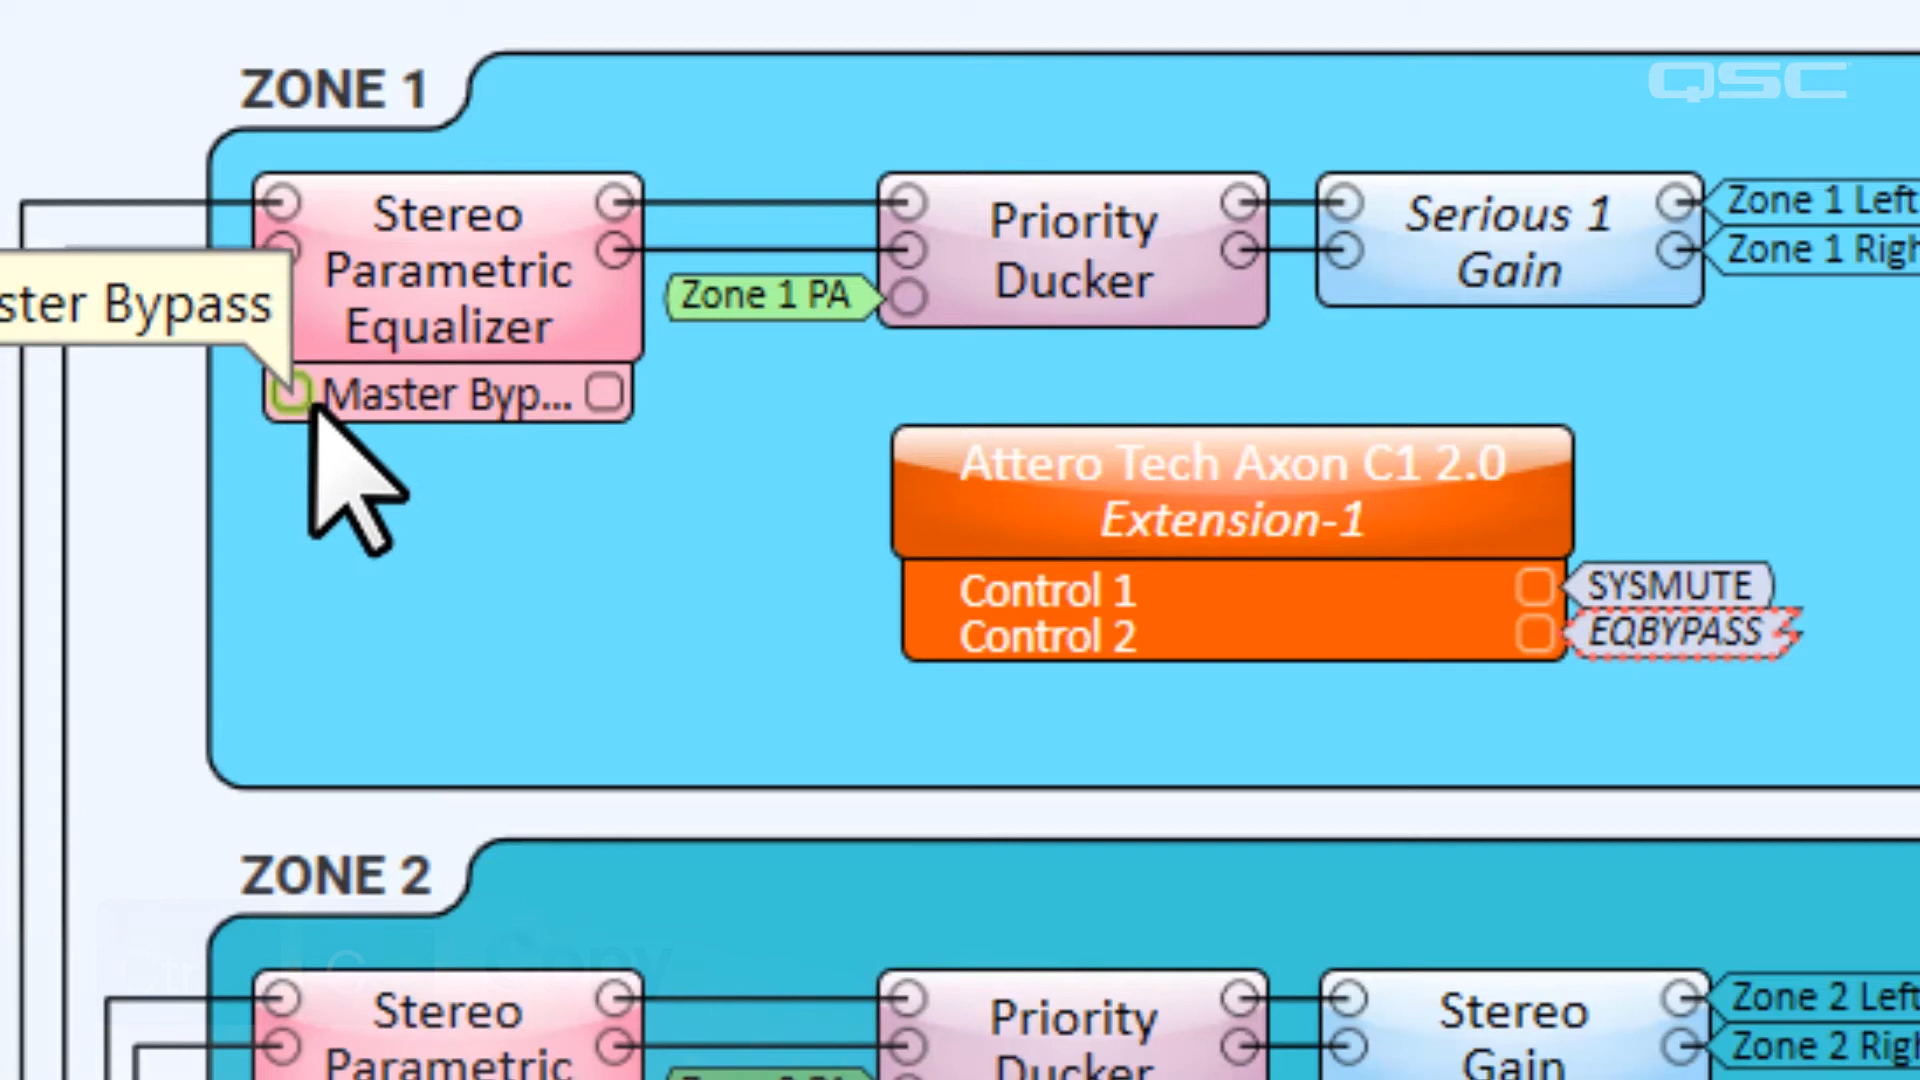 QSC
ZONE 1
Stereo
Parametric
Equalizer
Master Byp...
ster Bypass
Zone 1 PA
Priority
Ducker
Serious 1
Gain
Zone 1 Left
Zone 1 Righ
Attero Tech Axon C1 2.0
Extension-1
Control 1
Control 2
SYSMUTE
EQBYPASS
ZONE 2
Copy
Stereo
Parametric
Priority
Ducker
Stereo
Gain
Zone 2 Left
Zone 2 Righ